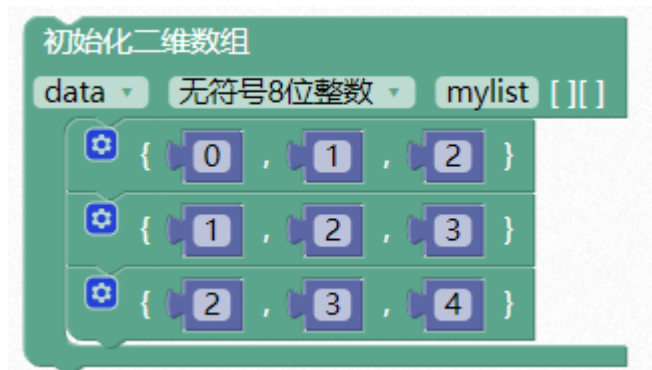 初始化二维数组
data 无符号8位整数 mylist [ ][ ]
{ 0 , 1 , 2 }
{ 1 , 2 , 3 }
{ 2 , 3 , 4 }